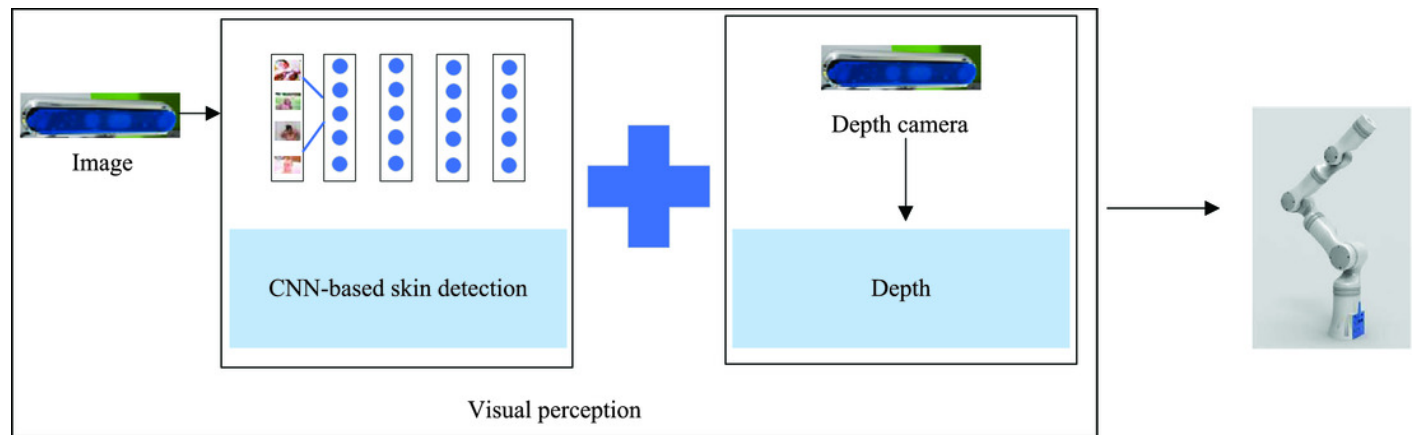 Image
CNN-based skin detection
Depth camera
Depth
Visual perception